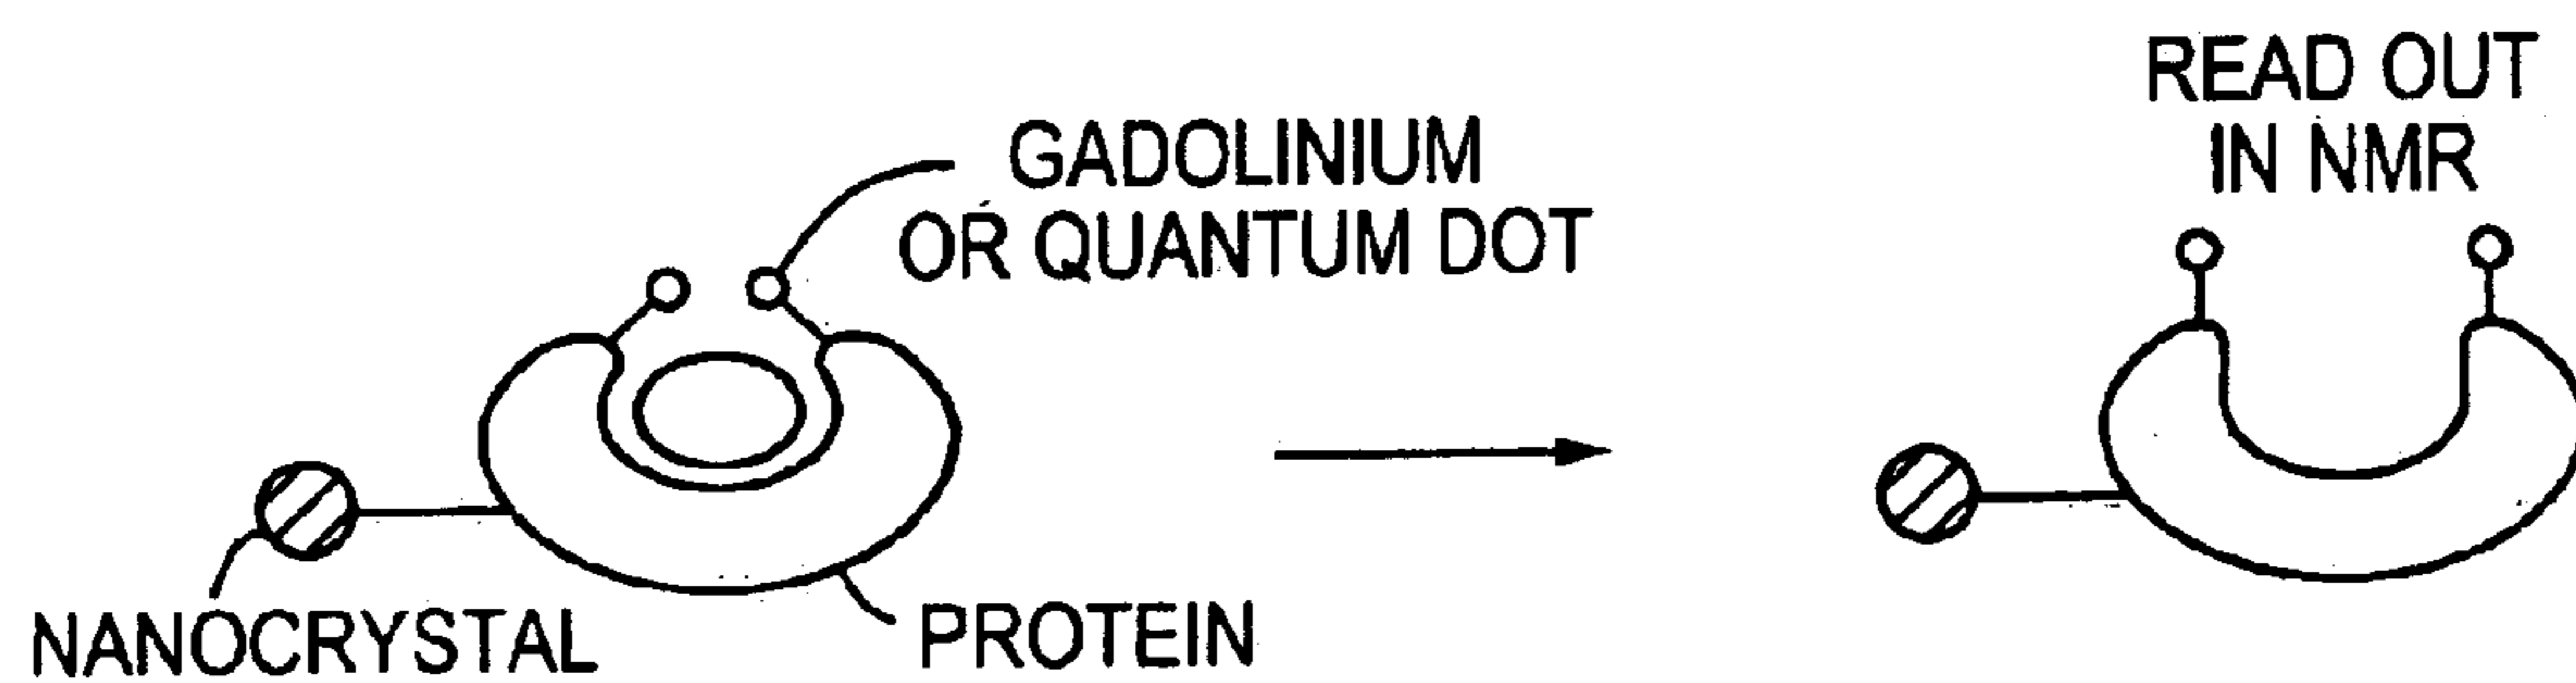 READ OUT
IN NMR
GADOLINIUM
OR QUANTUM DOT
NANOCRYSTAL
PROTEIN